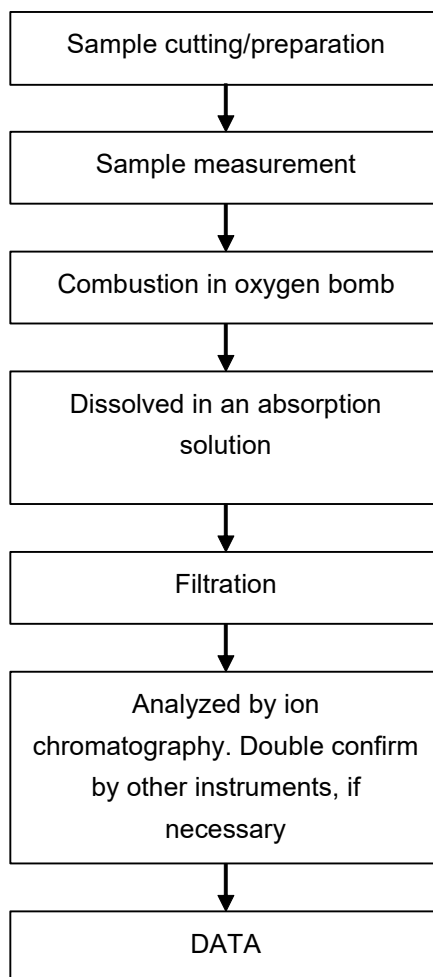 Sample cutting/preparation
Sample measurement
Combustion in oxygen bomb
Dissolved in an absorption
solution
Filtration
Analyzed by ion
chromatography. Double confirm
by other instruments, if
necessary
DATA